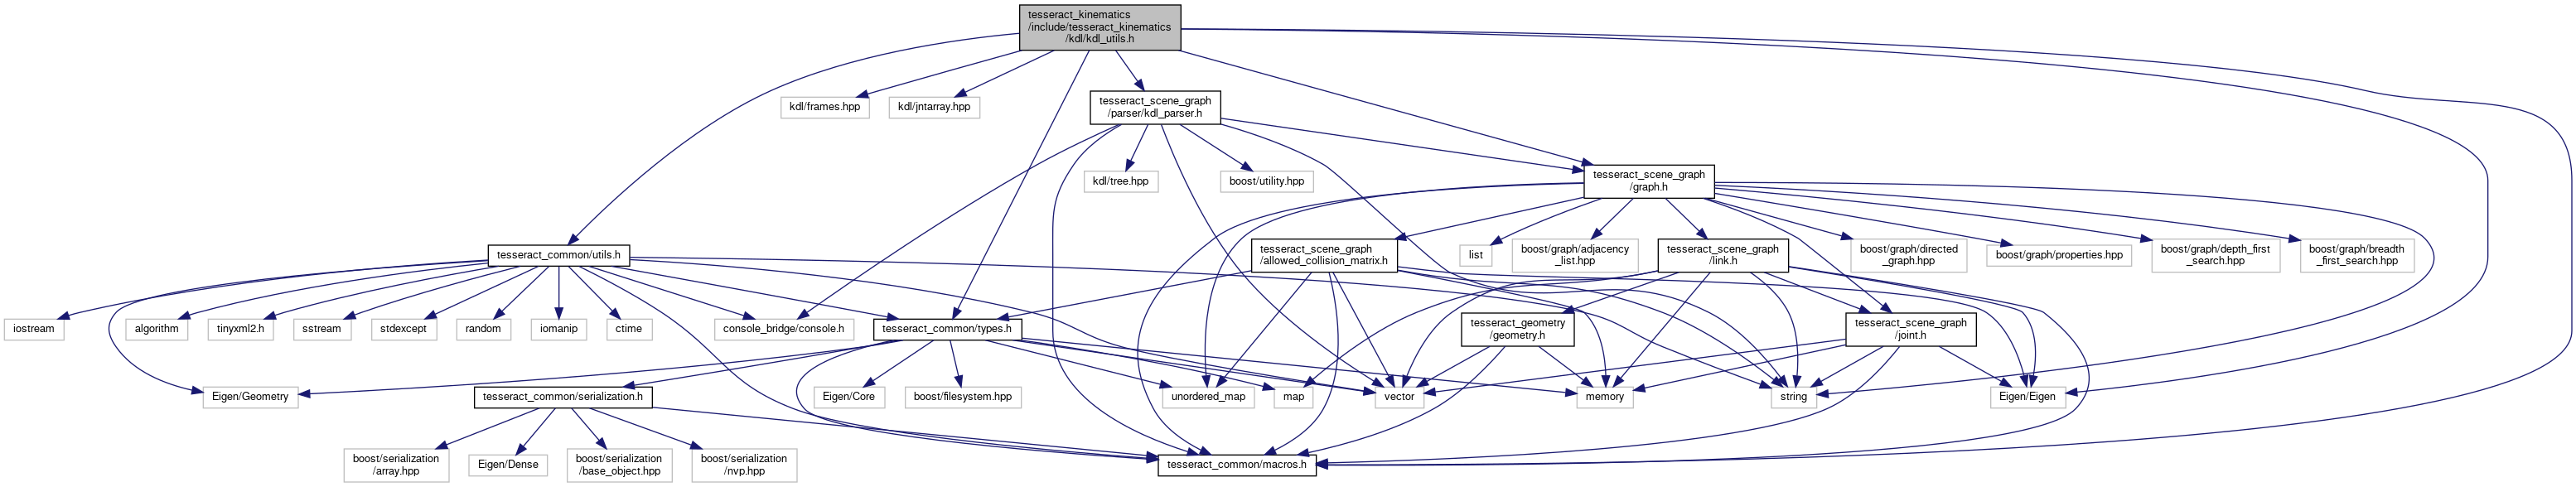 tesseract_kinematics
/include/tesseract_kinematics
/kdl/kdl_utils.h
kdl/frames.hpp
kdl/jntarray.hpp
tesseract_scene_graph
/parser/kdl_parser.h
kdl/tree.hpp
boost/utility.hpp
tesseract_scene_graph
/graph.h
tesseract_common/utils.h
tesseract_scene_graph
/allowed_collision_matrix.h
list
boost/graph/adjacency
_list.hpp
tesseract_scene_graph
/link.h
boost/graph/directed
_graph.hpp
boost/graph/properties.hpp
boost/graph/depth_first
_search.hpp
boost/graph/breadth
_first_search.hpp
iostream
algorithm
tinyxml2.h
sstream
stdexcept
random
iomanip
ctime
console_bridge/console.h
tesseract_common/types.h
tesseract_geometry
/geometry.h
tesseract_scene_graph
/joint.h
Eigen/Geometry
tesseract_common/serialization.h
Eigen/Core
boost/filesystem.hpp
unordered_map
map
vector
memory
string
Eigen/Eigen
boost/serialization
/array.hpp
Eigen/Dense
boost/serialization
/base_object.hpp
boost/serialization
/nvp.hpp
tesseract_common/macros.h